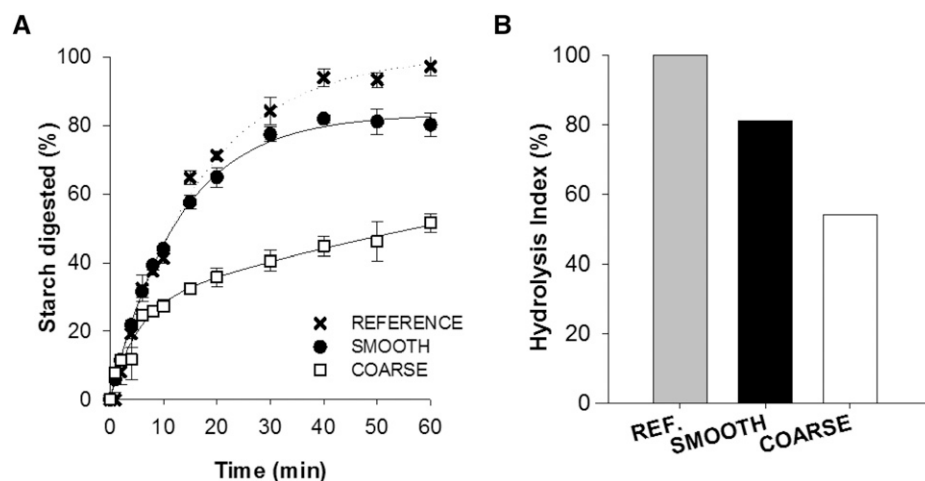 A
Starch digested (%)
100
80
60
40
20
0
REFERENCE
SMOOTH
COARSE
0 10 20 30 40 50 60
Time (min)
B
Hydrolysis Index (%)
100
80
60
40
20
0
REF.
SMOOTH
COARSE